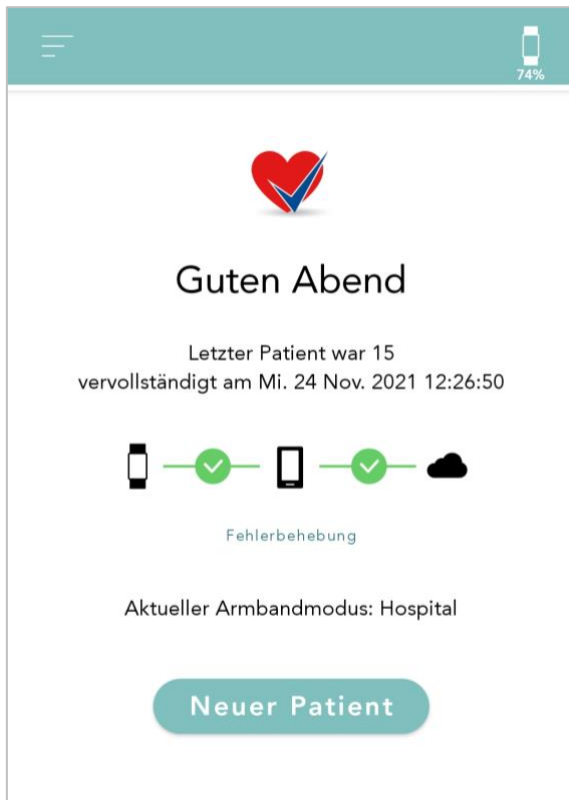 74%
Guten Abend
Letzter Patient war 15
vervollständigt am Mi. 24 Nov. 2021 12:26:50
Fehlerbehebung
Aktueller Armbandmodus: Hospital
Neuer Patient